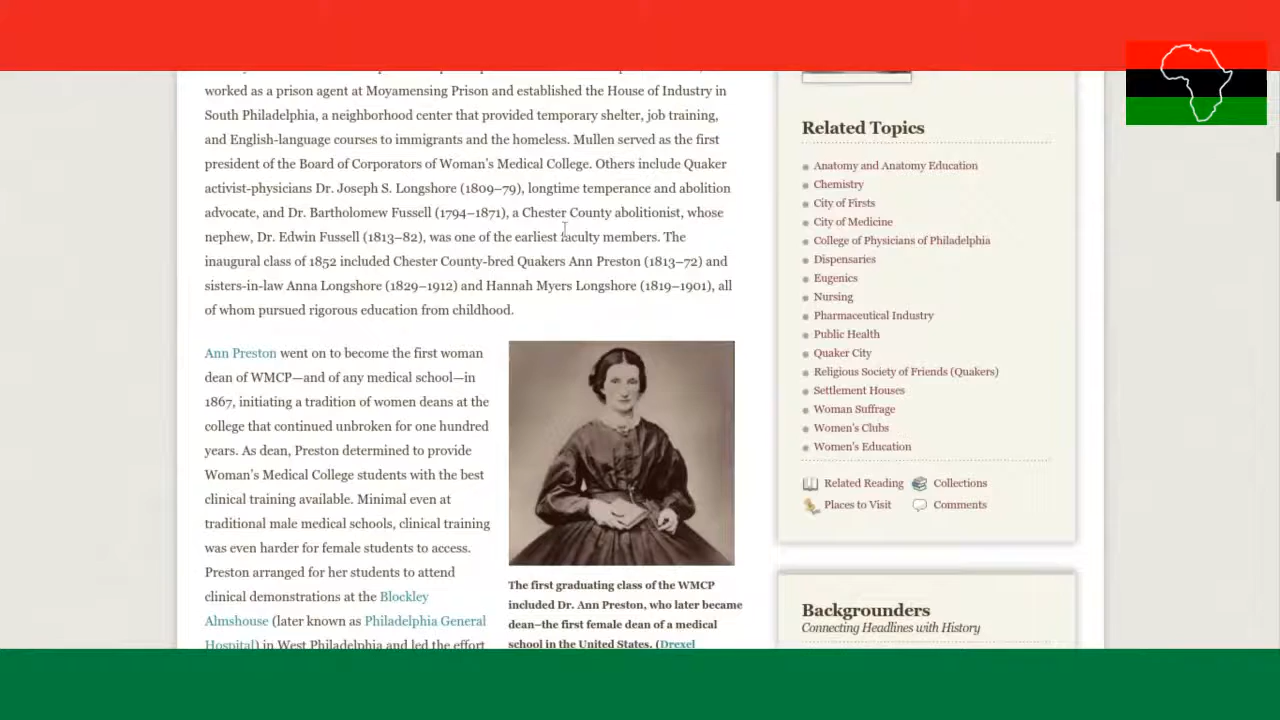 worked as a prison agent at Moyamensing Prison and established the House of Industry in
South Philadelphia, a neighborhood center that provided temporary shelter, job training,
and English-language courses to immigrants and the homeless. Mullen served as the first
president of the Board of Corporators of Woman's Medical College. Others include Quaker
activist-physicians Dr. Joseph S. Longshore (1809–79), longtime temperance and abolition
advocate, and Dr. Bartholomew Fussell (1794–1871), a Chester County abolitionist, whose
nephew, Dr. Edwin Fussell (1813–82), was one of the earliest faculty members. The
inaugural class of 1852 included Chester County-bred Quakers Ann Preston (1813–72) and
sisters-in-law Anna Longshore (1829–1912) and Hannah Myers Longshore (1819–1901), all
of whom pursued rigorous education from childhood.
Ann Preston went on to become the first woman
dean of WMCP—and of any medical school—in
1867, initiating a tradition of women deans at the
college that continued unbroken for one hundred
years. As dean, Preston determined to provide
Woman's Medical College students with the best
clinical training available. Minimal even at
traditional male medical schools, clinical training
was even harder for female students to access.
Preston arranged for her students to attend
clinical demonstrations at the Blockley
Almshouse (later known as Philadelphia General
Hospital) in West Philadelphia and led the effort
The first graduating class of the WMCP
included Dr. Ann Preston, who later became
dean–the first female dean of a medical
school in the United States. (Drexel
Related Topics
Anatomy and Anatomy Education
Chemistry
City of Firsts
City of Medicine
College of Physicians of Philadelphia
Dispensaries
Eugenics
Nursing
Pharmaceutical Industry
Public Health
Quaker City
Religious Society of Friends (Quakers)
Settlement Houses
Woman Suffrage
Women's Clubs
Women's Education
Related Reading
Collections
Places to Visit
Comments
Backgrounders
Connecting Headlines with History